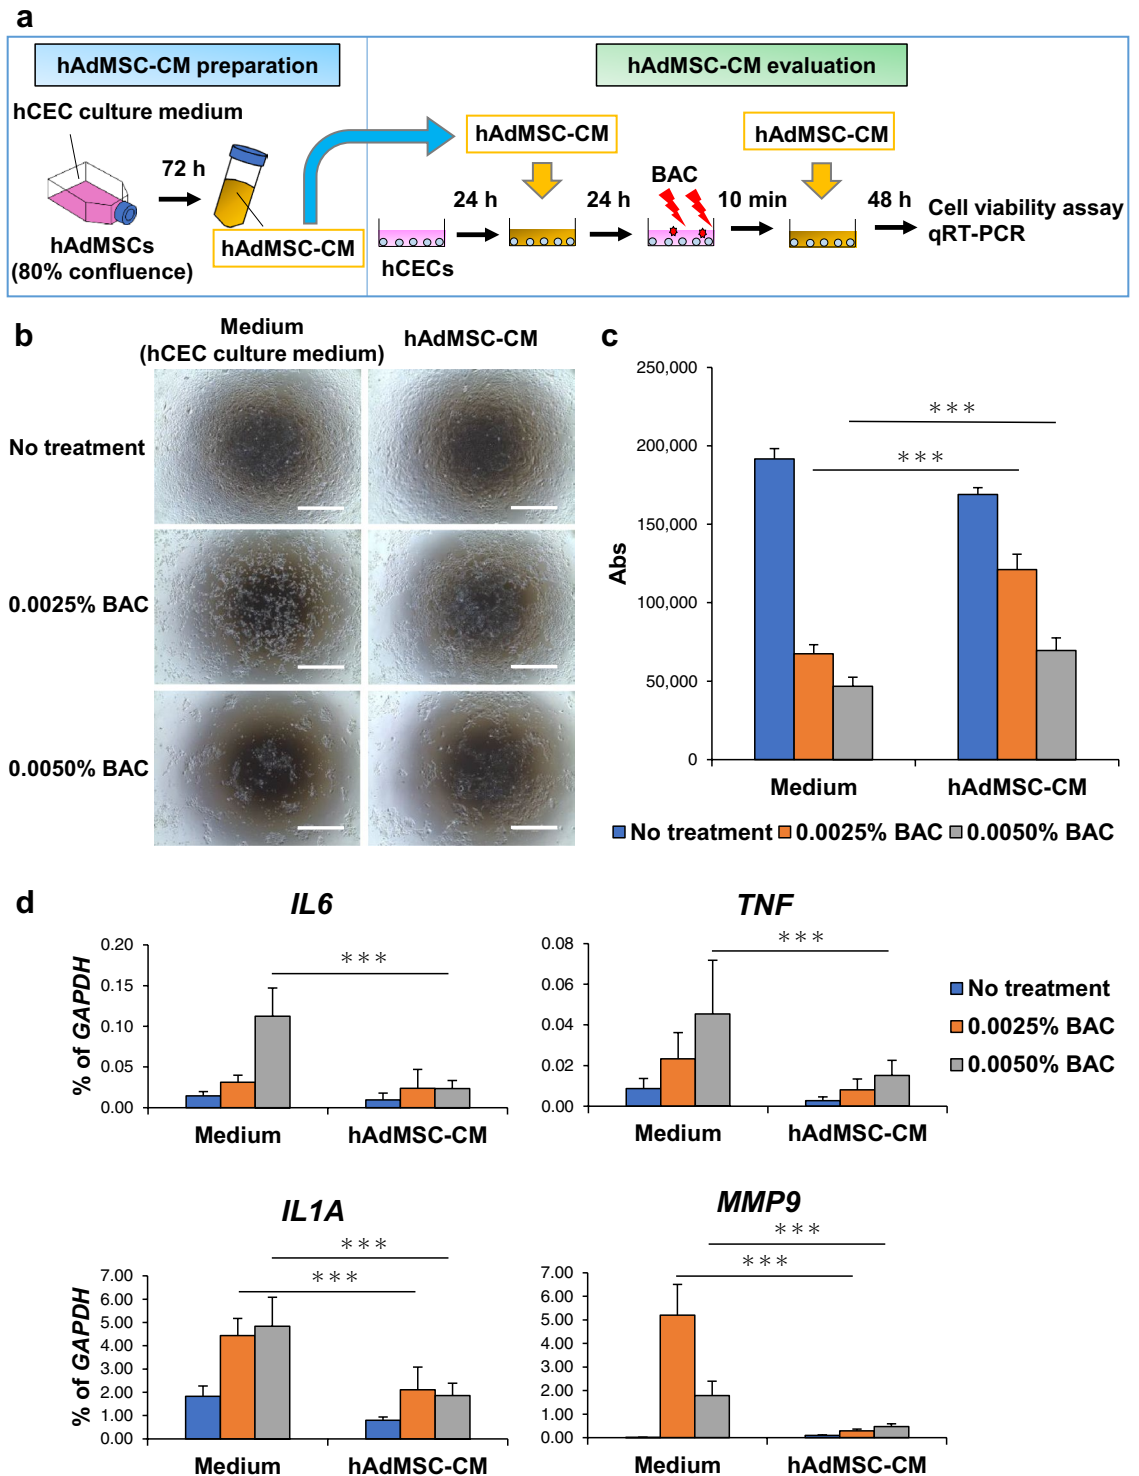 a
hAdMSC-CM preparation
hAdMSC-CM evaluation
hCEC culture medium
72 h
hAdMSCs
(80% confluence)
hAdMSC-CM
hAdMSC-CM
hAdMSC-CM
24 h
24 h
BAC
10 min
48 h
hCECs
Cell viability assay
qRT-PCR
b
Medium
(hCEC culture medium)
hAdMSC-CM
No treatment
0.0025% BAC
0.0050% BAC
c
250,000
200,000
150,000
100,000
50,000
0
Abs
***
***
Medium
hAdMSC-CM
No treatment
0.0025% BAC
0.0050% BAC
d
IL6
% of GAPDH
0.20
0.15
0.10
0.05
0.00
***
Medium
hAdMSC-CM
TNF
0.08
0.06
0.04
0.02
0.00
***
Medium
hAdMSC-CM
No treatment
0.0025% BAC
0.0050% BAC
IL1A
% of GAPDH
7.00
6.00
5.00
4.00
3.00
2.00
1.00
0.00
***
***
Medium
hAdMSC-CM
MMP9
7.00
6.00
5.00
4.00
3.00
2.00
1.00
0.00
***
***
Medium
hAdMSC-CM